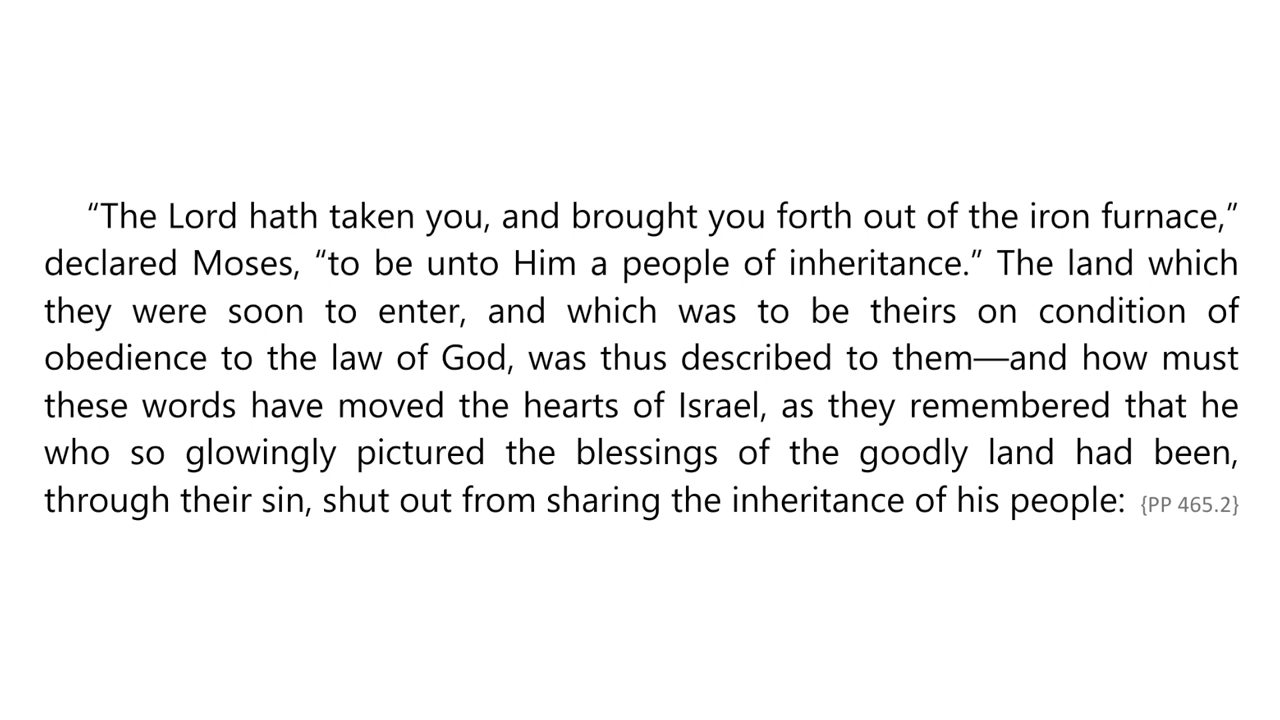 “The Lord hath taken you, and brought you forth out of the iron furnace,”
declared Moses, “to be unto Him a people of inheritance.” The land which
they were soon to enter, and which was to be theirs on condition of
obedience to the law of God, was thus described to them—and how must
these words have moved the hearts of Israel, as they remembered that he
who so glowingly pictured the blessings of the goodly land had been,
through their sin, shut out from sharing the inheritance of his people: {PP 465.2}